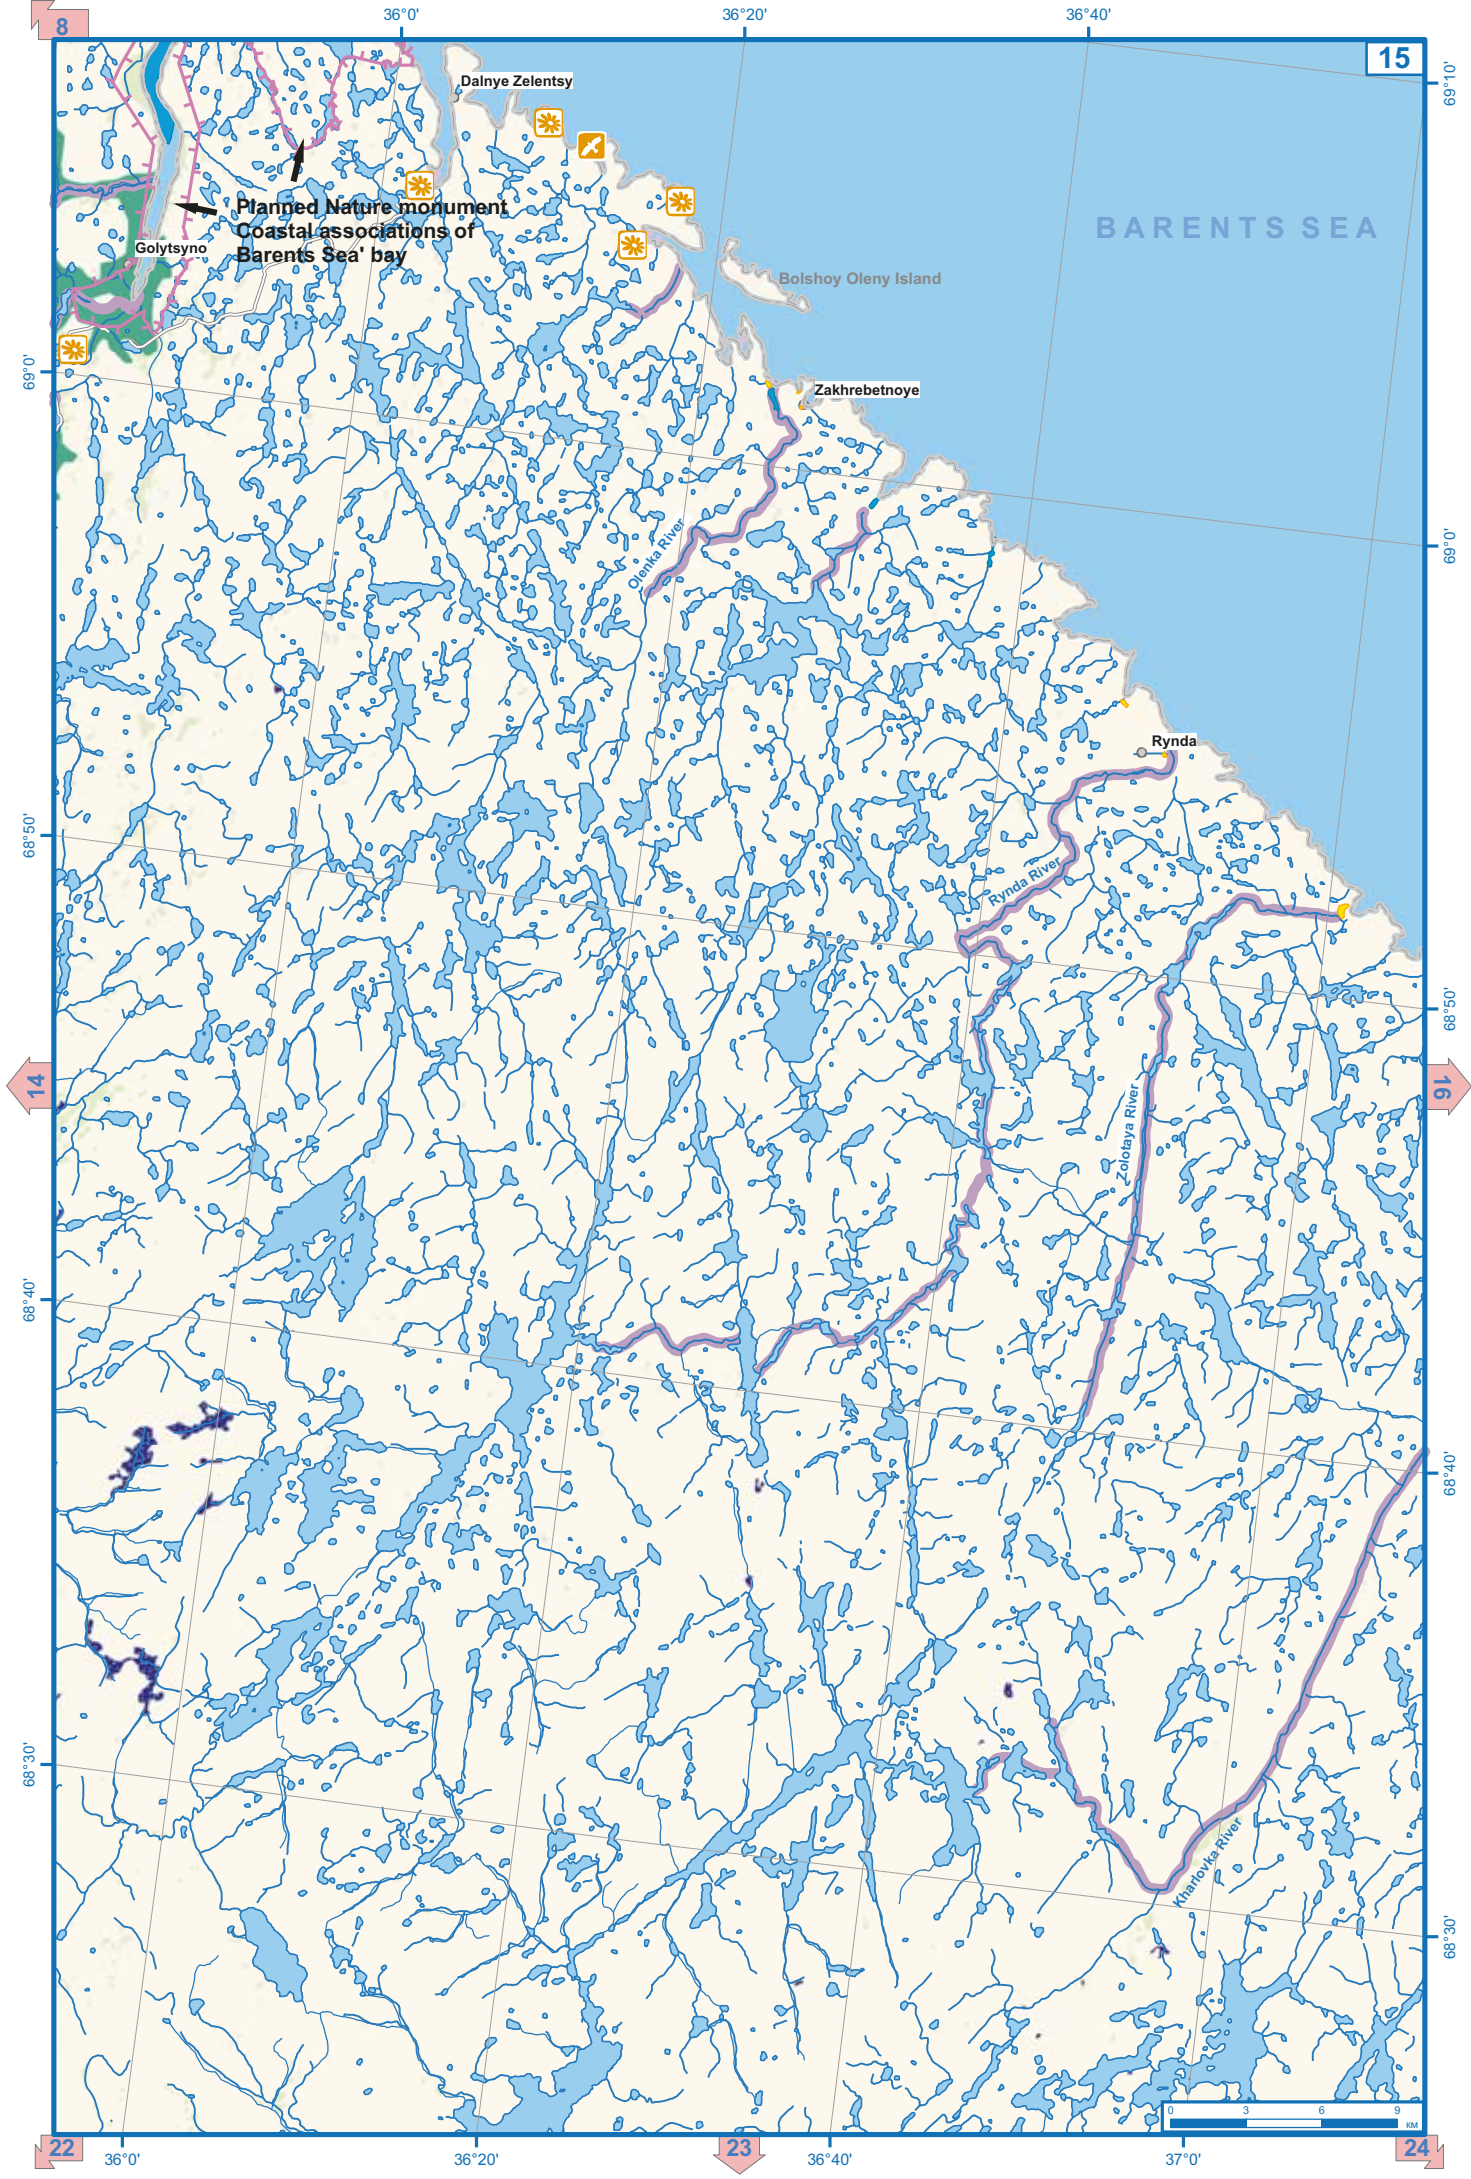 36°0'
36°20'
36°40'
8
15
69°10'
Dalnye Zelentsy
BARENTS SEA
Planned Nature monument
Coastal associations of
Barents Sea' bay
Golytsyno
Bolshoy Oleny Island
69°0'
Zakhrebetnoye
Olenka River
69°0'
Rynda
68°50'
Rynda River
68°50'
14
16
Zolotaya River
68°40'
68°40'
68°30'
Kharlovka River
68°30'
0 3 6 9
км
22
23
24
36°0'
36°20'
36°40'
37°0'